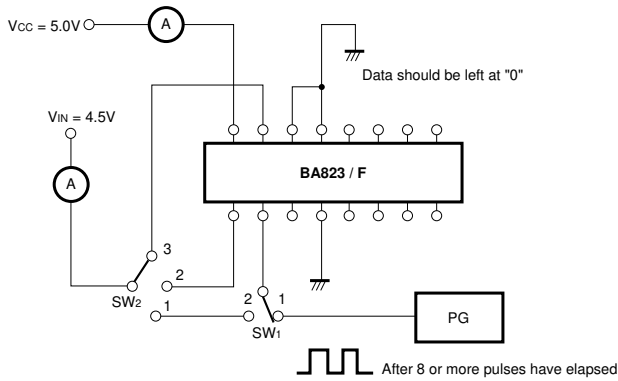 VCC = 5.0V
A
Data should be left at "0"
VIN = 4.5V
A
BA823 / F
3
2
SW2
1
2
1
SW1
PG
After 8 or more pulses have elapsed